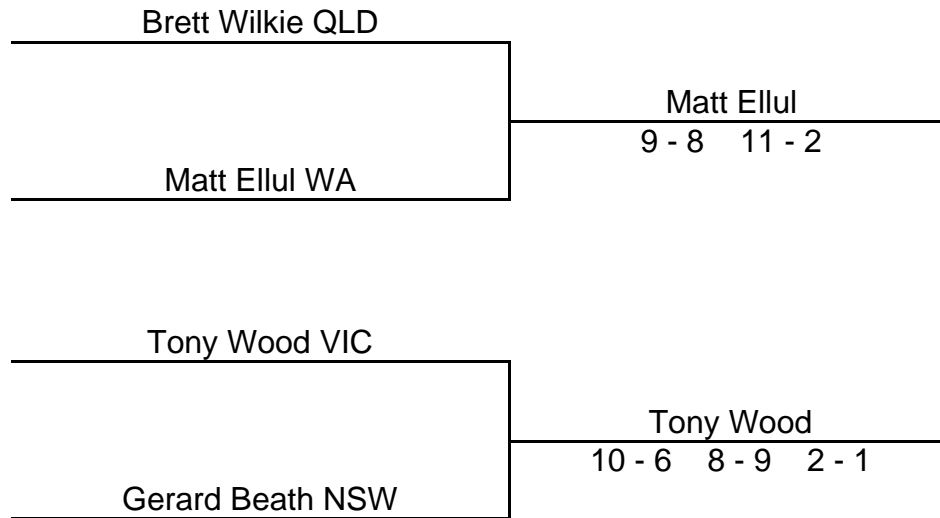 Brett Wilkie QLD
Matt Ellul
9 - 8 11 - 2
Matt Ellul WA
Tony Wood VIC
Tony Wood
10 - 6 8 - 9 2 - 1
Gerard Beath NSW